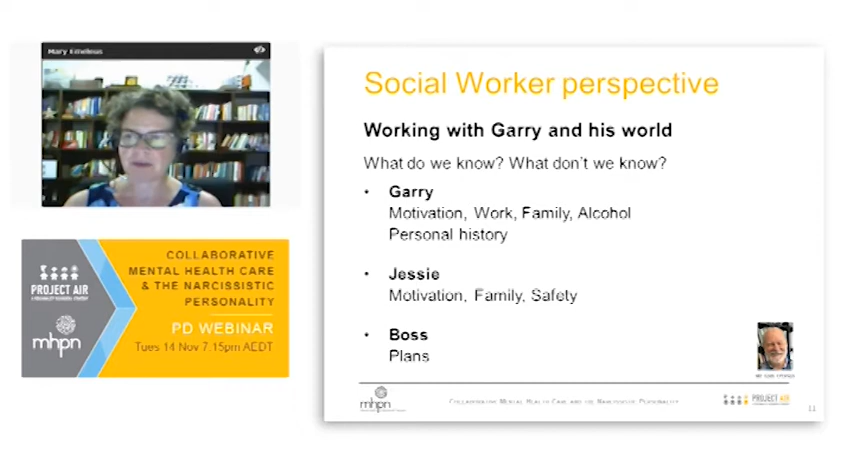 Mary Emeleus
Social Worker perspective
Working with Garry and his world
What do we know? What don't we know?
• Garry
Motivation, Work, Family, Alcohol
Personal history
• Jessie
Motivation, Family, Safety
• Boss
Plans
COLLABORATIVE
MENTAL HEALTH CARE
& THE NARCISSISTIC
PERSONALITY
PD WEBINAR
Tues 14 Nov 7.15pm AEDT
PROJECT AIR
A PERSONALITY DISORDERS STRATEGY
mhpn
mhpn
COLLABORATIVE MENTAL HEALTH CARE AND THE NARCISSISTIC PERSONALITY
PROJECT AIR
11